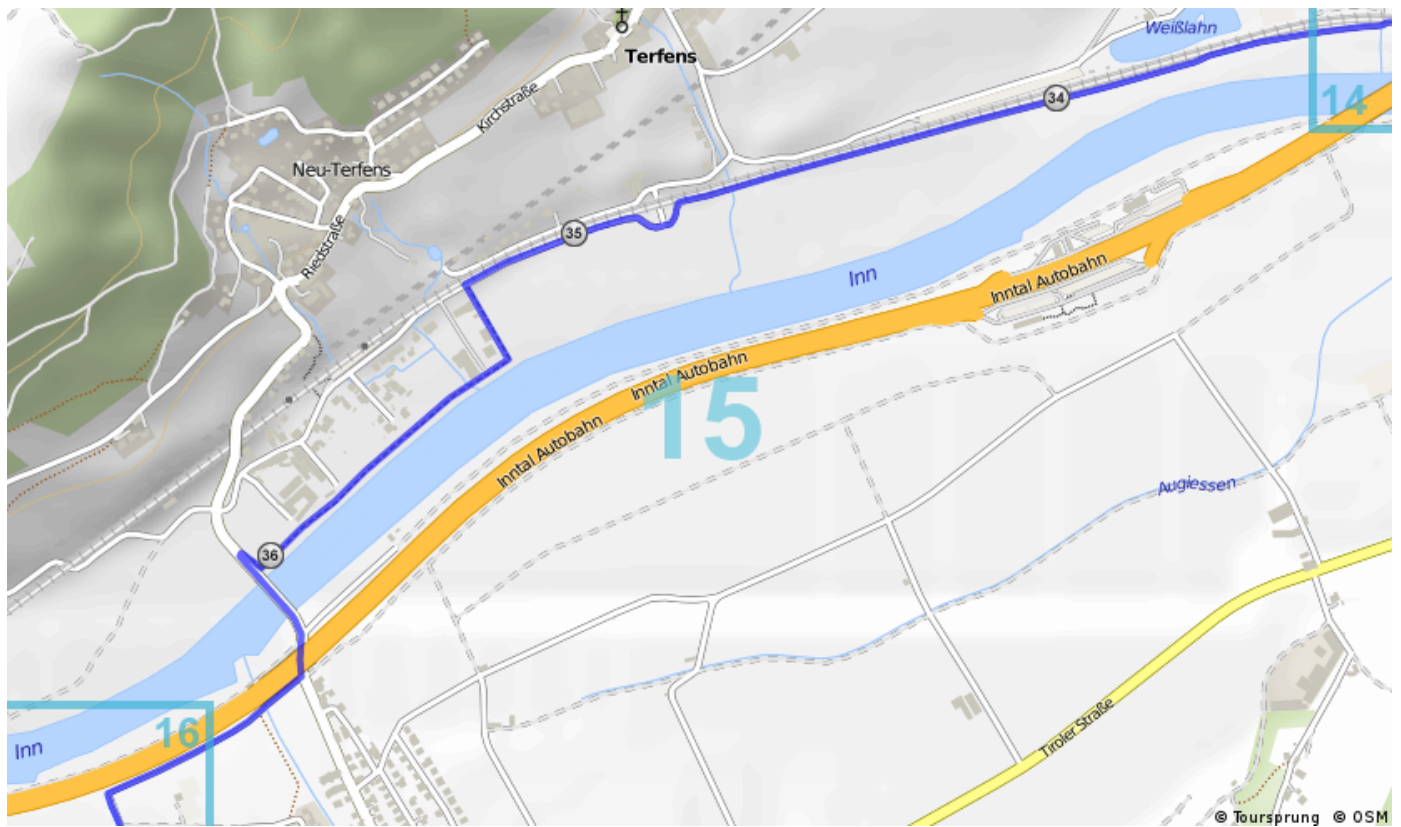 Weißlahn
Terfens
34
14
Kirchstraße
Neu-Terfens
Riedstraße
35
Inn
Inntal Autobahn
Inntal Autobahn
15
Inntal Autobahn
Augiessen
36
Tiroler Straße
16
Inn
© Toursprung © OSM